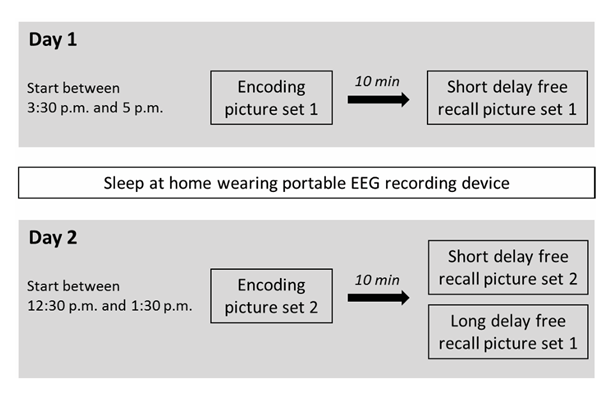 Day 1
Start between
3:30 p.m. and 5 p.m.
Encoding
picture set 1
10 min
Short delay free
recall picture set 1
Sleep at home wearing portable EEG recording device
Day 2
Start between
12:30 p.m. and 1:30 p.m.
Encoding
picture set 2
10 min
Short delay free
recall picture set 2
Long delay free
recall picture set 1